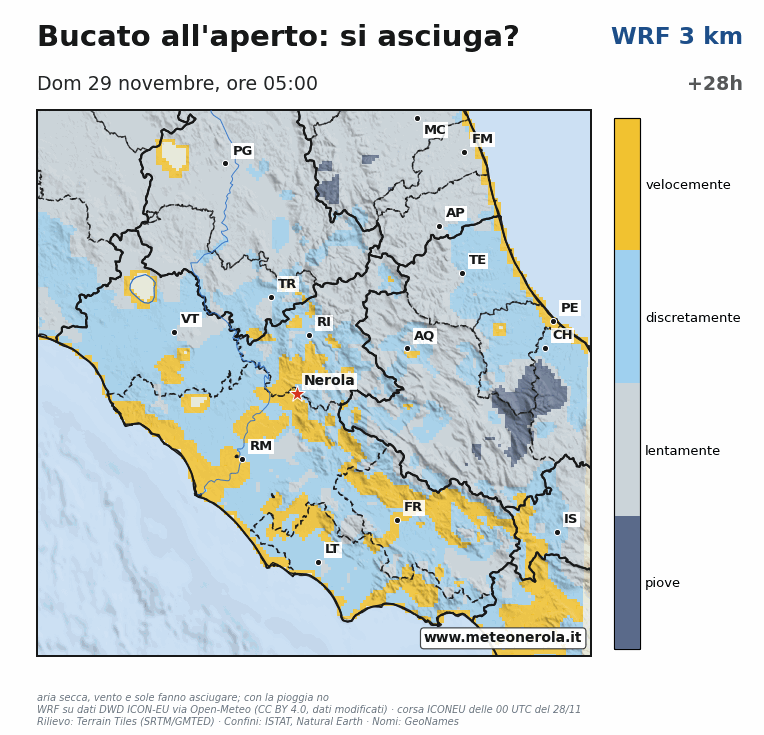 Bucato all'aperto: si asciuga?
WRF 3 km
Dom 29 novembre, ore 05:00
+28h
MC
FM
PG
AP
TE
TR
PE
VT
RI
AQ
CH
Nerola
RM
FR
IS
LT
www.meteonerola.it
velocemente
discretamente
lentamente
piove
aria secca, vento e sole fanno asciugare; con la pioggia no
WRF su dati DWD ICON-EU via Open-Meteo (CC BY 4.0, dati modificati) · corsa ICONEU delle 00 UTC del 28/11
Rilievo: Terrain Tiles (SRTM/GMTED) · Confini: ISTAT, Natural Earth · Nomi: GeoNames